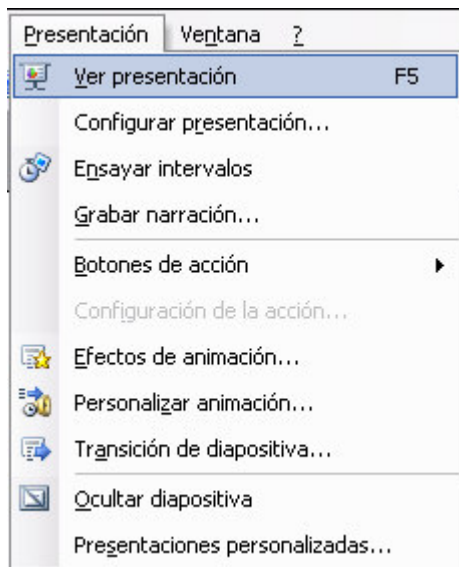 Presentación Ventana ?
Ver presentación F5
Configurar presentación...
Ensayar intervalos
Grabar narración...
Botones de acción
Configuración de la acción...
Efectos de animación...
Personalizar animación...
Transición de diapositiva...
Ocultar diapositiva
Presentaciones personalizadas...